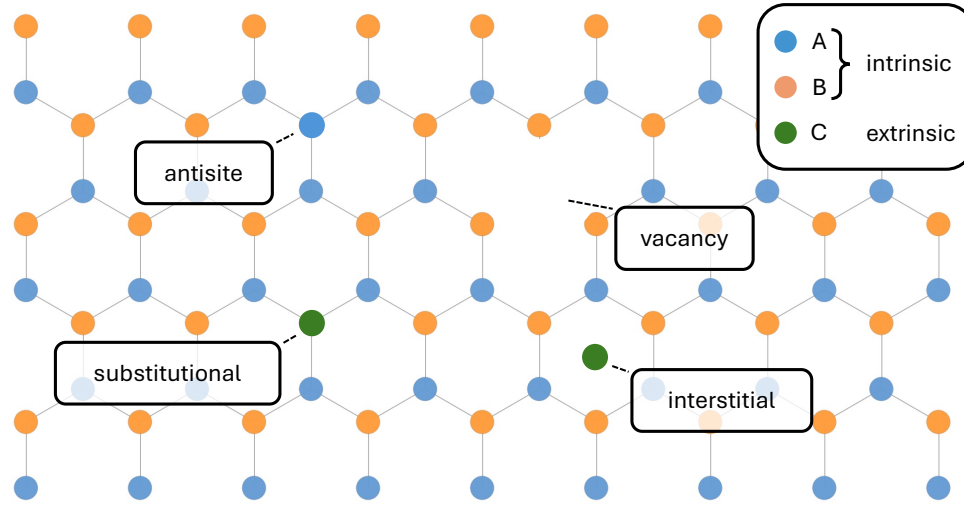 A
intrinsic
B
C extrinsic
antisite
vacancy
substitutional
interstitial